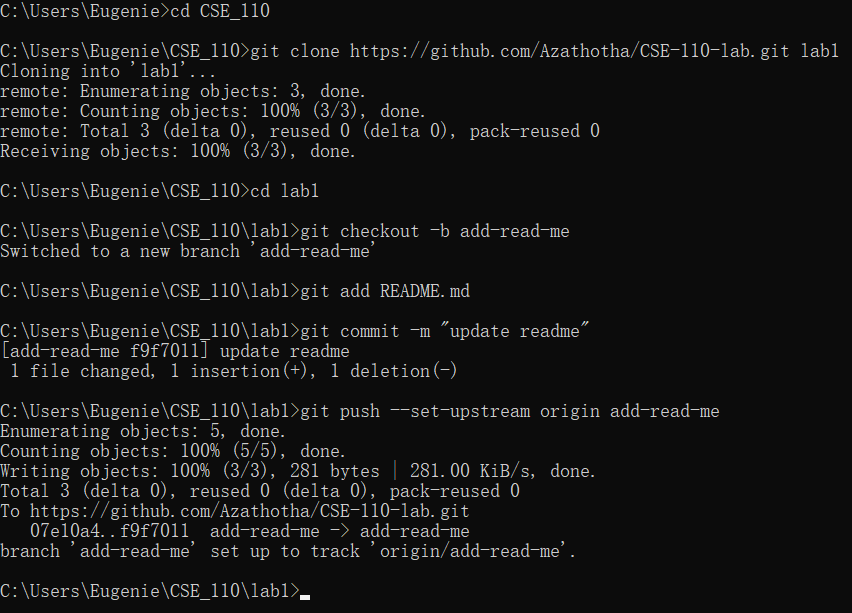 C:\Users\Eugenie>cd CSE_110
C:\Users\Eugenie\CSE_110>git clone https://github.com/Azathotha/CSE-110-lab.git lab1
Cloning into 'lab1'...
remote: Enumerating objects: 3, done.
remote: Counting objects: 100% (3/3), done.
remote: Total 3 (delta 0), reused 0 (delta 0), pack-reused 0
Receiving objects: 100% (3/3), done.
C:\Users\Eugenie\CSE_110>cd lab1
C:\Users\Eugenie\CSE_110\lab1>git checkout -b add-read-me
Switched to a new branch 'add-read-me'
C:\Users\Eugenie\CSE_110\lab1>git add README.md
C:\Users\Eugenie\CSE_110\lab1>git commit -m "update readme"
[add-read-me f9f7011] update readme
 1 file changed, 1 insertion(+), 1 deletion(-)
C:\Users\Eugenie\CSE_110\lab1>git push --set-upstream origin add-read-me
Enumerating objects: 5, done.
Counting objects: 100% (5/5), done.
Writing objects: 100% (3/3), 281 bytes | 281.00 KiB/s, done.
Total 3 (delta 0), reused 0 (delta 0), pack-reused 0
To https://github.com/Azathotha/CSE-110-lab.git
   07e10a4..f9f7011  add-read-me -> add-read-me
branch 'add-read-me' set up to track 'origin/add-read-me'.
C:\Users\Eugenie\CSE_110\lab1>